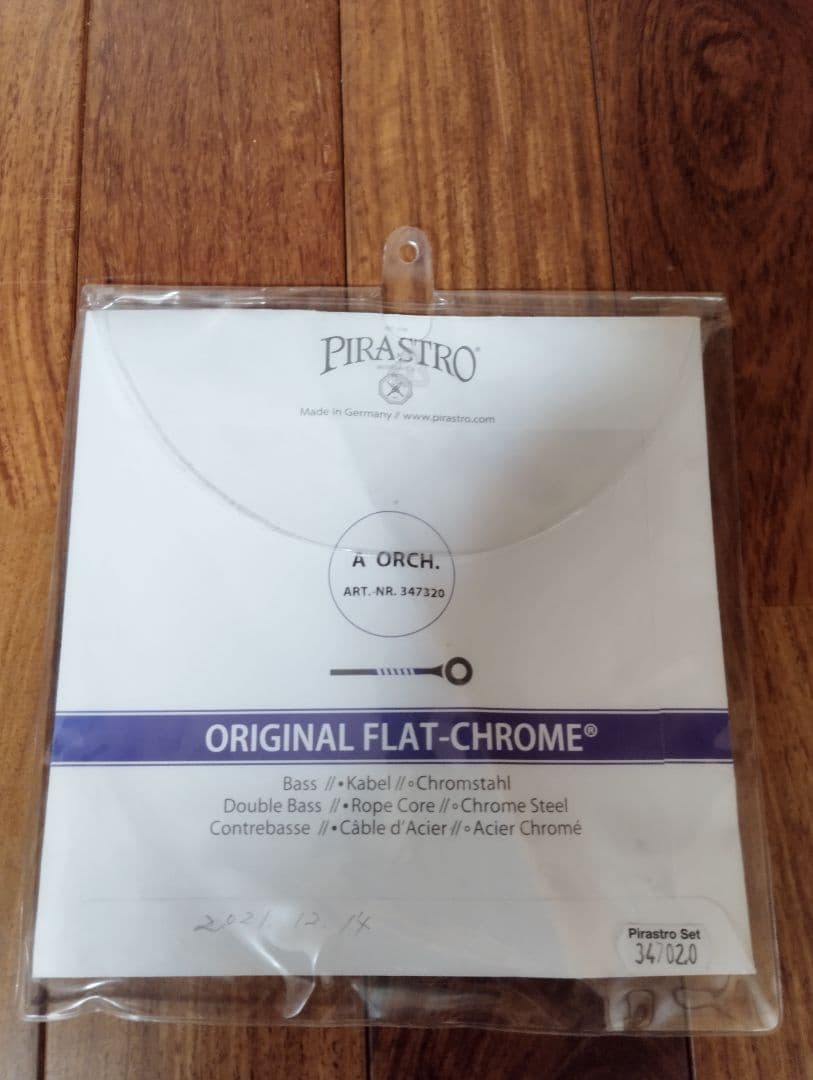 PIRASTRO®
Made in Germany // www.pirastro.com
A ORCH.
ART.-NR. 347320
ORIGINAL FLAT-CHROME®
Bass //•Kabel//◦Chromstahl
Double Bass //•Rope Core//◦Chrome Steel
Contrebasse //•Câble d'Acier//◦Acier Chromé
2021. 12. 14
Pirastro Set
347020